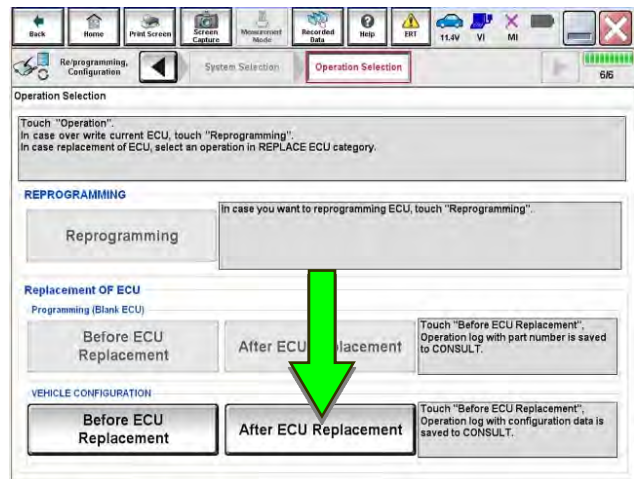 Back
Home
Print Screen
Screen
Capture
Measurement
Mode
Recorded
Data
Help
ERT
11.4V
VI
MI
Re/programming,
Configuration
System Selection
Operation Selection
6/6
Operation Selection
Touch "Operation".
In case over write current ECU, touch "Reprogramming".
In case replacement of ECU, select an operation in REPLACE ECU category.
REPROGRAMMING
Reprogramming
In case you want to reprogramming ECU, touch "Reprogramming".
Replacement OF ECU
Programming (Blank ECU)
Before ECU
Replacement
After ECU
lacement
Touch "Before ECU Replacement",
Operation log with part number is saved
to CONSULT.
VEHICLE CONFIGURATION
Before ECU
Replacement
After ECU Replacement
Touch "Before ECU Replacement",
Operation log with configuration data is
saved to CONSULT.